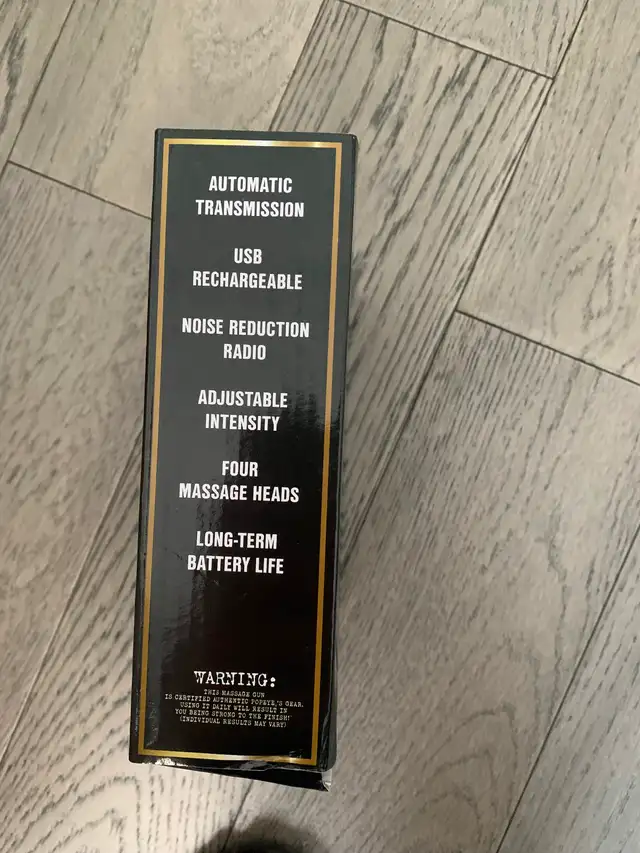 AUTOMATIC
TRANSMISSION
USB
RECHARGEABLE
NOISE REDUCTION
RADIO
ADJUSTABLE
INTENSITY
FOUR
MASSAGE HEADS
LONG-TERM
BATTERY LIFE
WARNING:
THIS MASSAGE GUN
IS CERTIFIED AUTHENTIC POPEYE'S GEAR.
USING IT DAILY WILL RESULT IN
YOU BEING STRONG TO THE FINISH!
(INDIVIDUAL RESULTS MAY VARY)